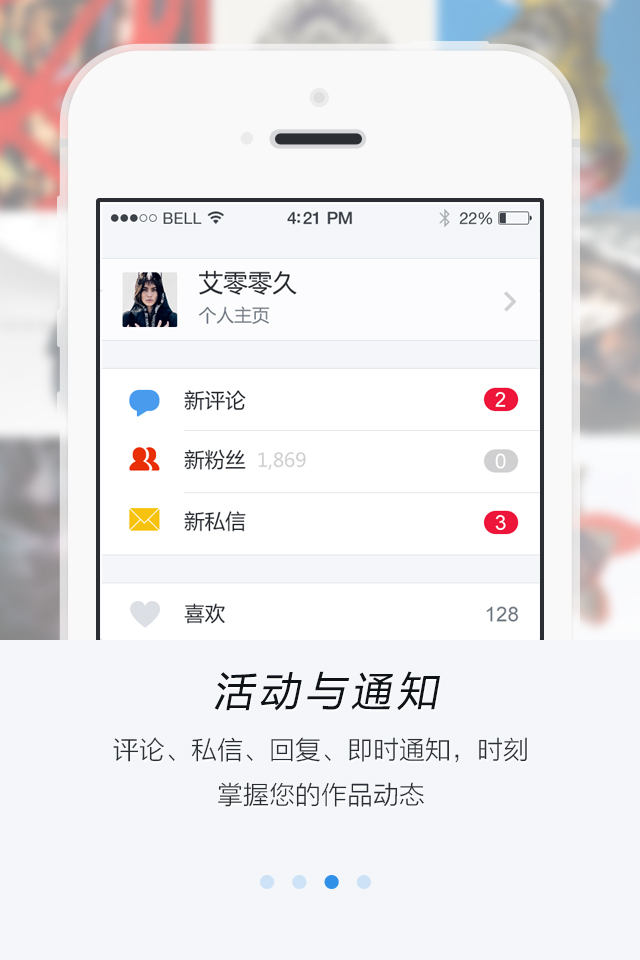 BELL 4:21 PM 22%
艾零零久
个人主页
新评论 2
新粉丝 1,869 0
新私信 3
喜欢 128
活动与通知
评论、私信、回复、即时通知，时刻
掌握您的作品动态